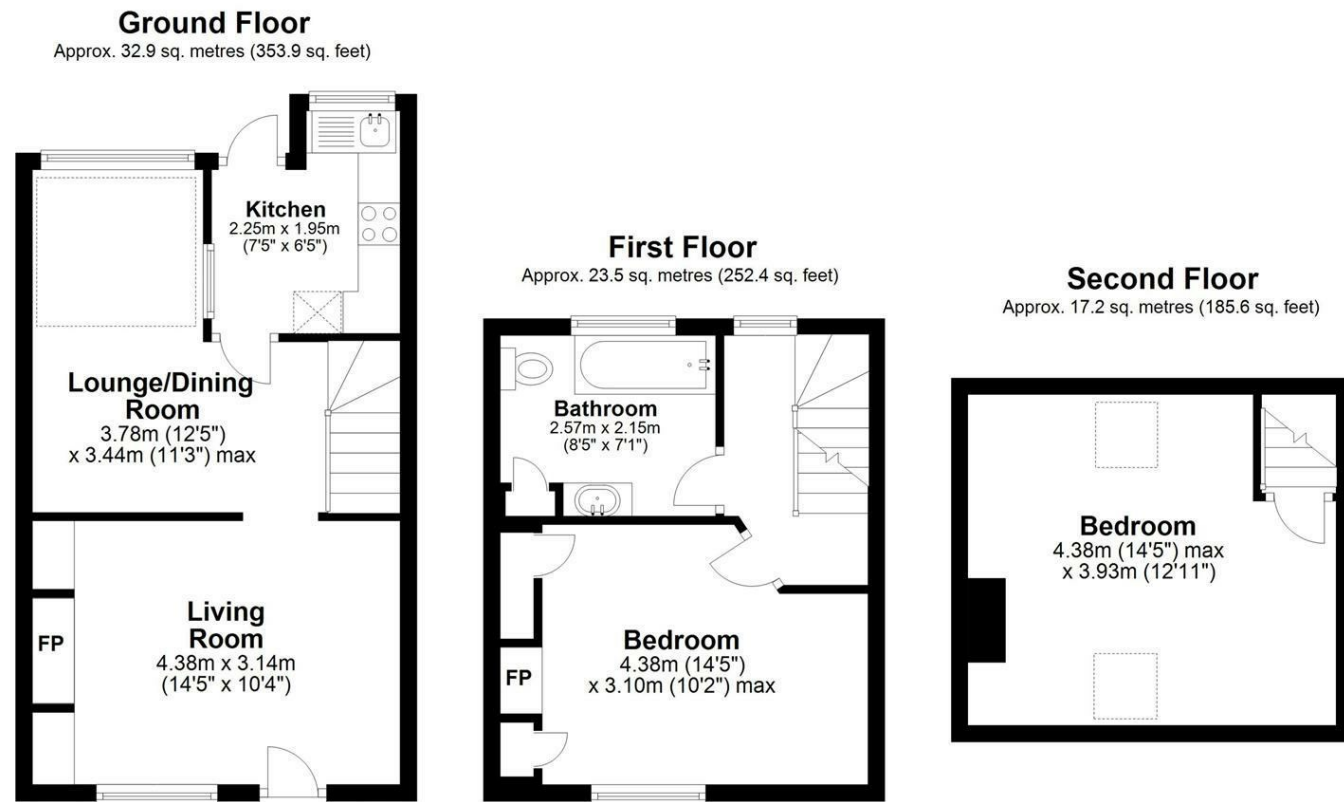 Ground Floor
Approx. 32.9 sq. metres (353.9 sq. feet)
Kitchen
2.25m x 1.95m
(7'5" x 6'5")
Lounge/Dining
Room
3.78m (12'5")
x 3.44m (11'3") max
FP
Living
Room
4.38m x 3.14m
(14'5" x 10'4")
First Floor
Approx. 23.5 sq. metres (252.4 sq. feet)
Bathroom
2.57m x 2.15m
(8'5" x 7'1")
Bedroom
4.38m (14'5")
x 3.10m (10'2") max
FP
Second Floor
Approx. 17.2 sq. metres (185.6 sq. feet)
Bedroom
4.38m (14'5") max
x 3.93m (12'11")